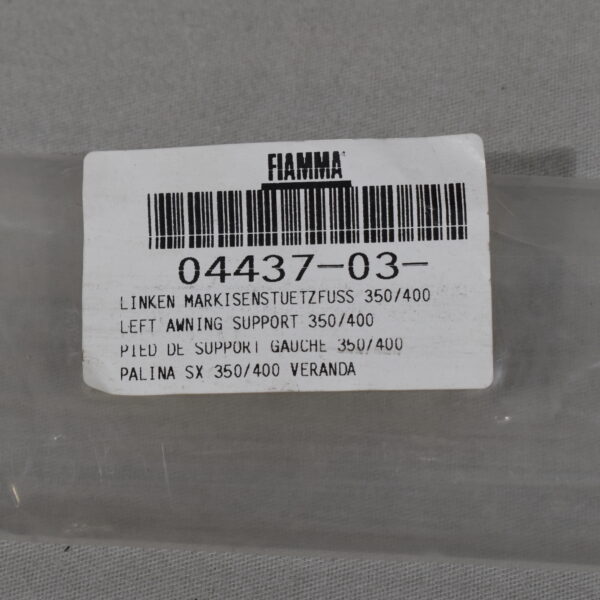 FIAMMA
04437-03-
LINKEN MARKISENSTUETZFUSS 350/400
LEFT AWNING SUPPORT 350/400
PIED DE SUPPORT GAUCHE 350/400
PALINA SX 350/400 VERANDA